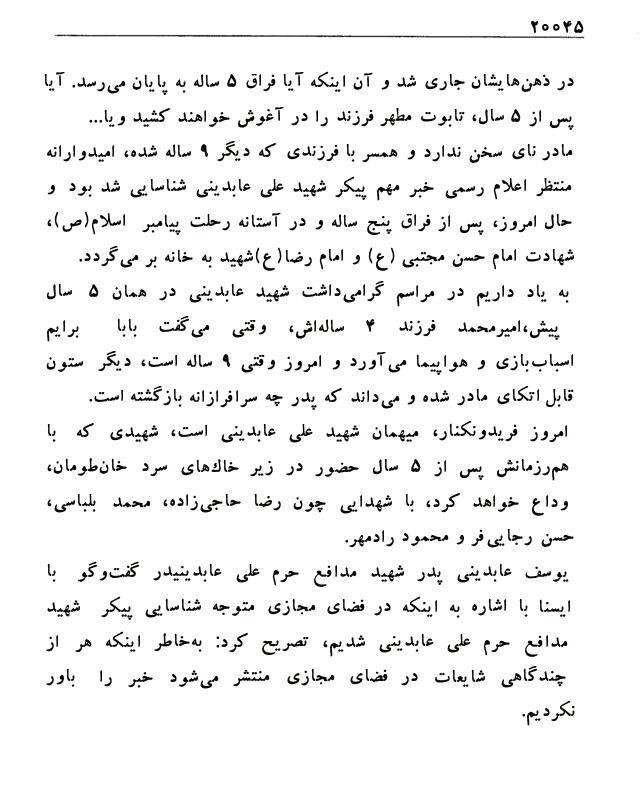 ۲۰۰۴۵
در ذهن‌هایشان جاری شد و آن اینکه آیا فراق ۵ ساله به پایان می‌رسد. آیا
پس از ۵ سال، تابوت مطهر فرزند را در آغوش خواهند کشید ویا...
مادر نای سخن ندارد و همسر با فرزندی که دیگر ۹ ساله شده، امیدوارانه
منتظر اعلام رسمی خبر مهم پیکر شهید علی عابدینی شناسایی شد بود و
حال امروز، پس از فراق پنج ساله و در آستانه رحلت پیامبر اسلام(ص)،
شهادت امام حسن مجتبی (ع) و امام رضا(ع)شهید به خانه بر می‌گردد.
به یاد داریم در مراسم گرامی‌داشت شهید عابدینی در همان ۵ سال
پیش،امیرمحمد فرزند ۴ ساله‌اش، وقتی می‌گفت بابا برایم
اسباب‌بازی و هواپیما می‌آورد و امروز وقتی ۹ ساله است، دیگر ستون
قابل اتکای مادر شده و می‌داند که پدر چه سرافرازانه بازگشته است.
امروز فریدونکنار، میهمان شهید علی عابدینی است، شهیدی که با
هم‌رزمانش پس از ۵ سال حضور در زیر خاک‌های سرد خان‌طومان،
وداع خواهد کرد، با شهدایی چون رضا حاجی‌زاده، محمد بلباسی،
حسن رجایی‌فر و محمود رادمهر.
یوسف عابدینی پدر شهید مدافع حرم علی عابدینیدر گفت‌وگو با
ایسنا با اشاره به اینکه در فضای مجازی متوجه شناسایی پیکر شهید
مدافع حرم علی عابدینی شدیم، تصریح کرد: به‌خاطر اینکه هر از
چندگاهی شایعات در فضای مجازی منتشر می‌شود خبر را باور
نکردیم.